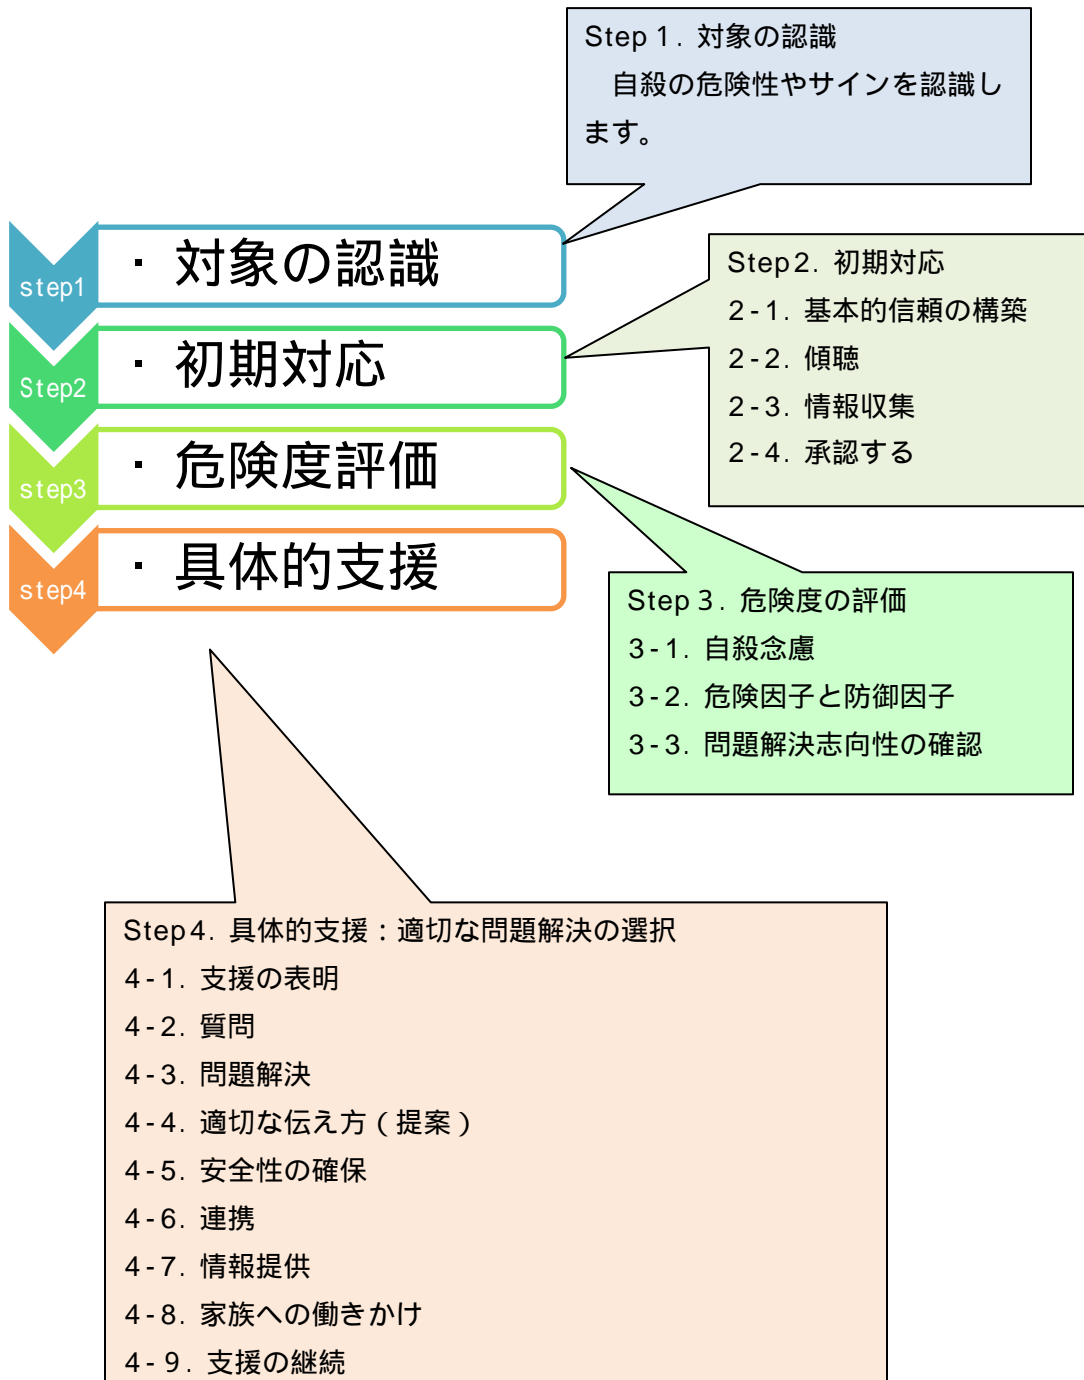 Step 1. 対象の認識
自殺の危険性やサインを認識し
ます。
step1
・対象の認識
Step2
・初期対応
step3
・危険度評価
step4
・具体的支援
Step2. 初期対応
2-1. 基本的信頼の構築
2-2. 傾聴
2-3. 情報収集
2-4. 承認する
Step 3. 危険度の評価
3-1. 自殺念慮
3-2. 危険因子と防御因子
3-3. 問題解決志向性の確認
Step4. 具体的支援：適切な問題解決の選択
4-1. 支援の表明
4-2. 質問
4-3. 問題解決
4-4. 適切な伝え方（提案）
4-5. 安全性の確保
4-6. 連携
4-7. 情報提供
4-8. 家族への働きかけ
4-9. 支援の継続